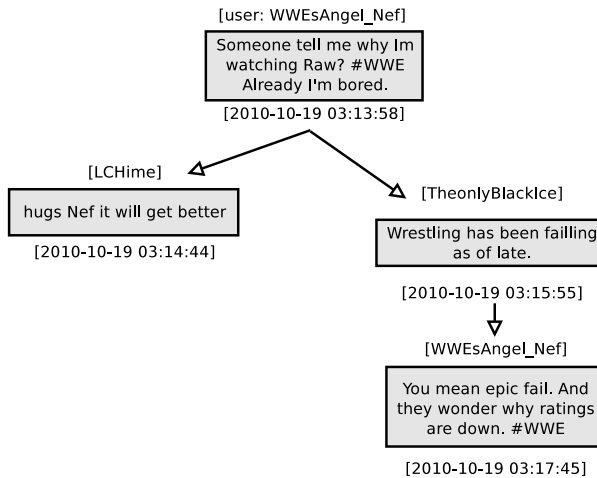 [user: WWEsAngel_Nef]
Someone tell me why Im
watching Raw? #WWE
Already I'm bored.
[2010-10-19 03:13:58]
[LCHime]
hugs Nef it will get better
[2010-10-19 03:14:44]
[TheonlyBlackIce]
Wrestling has been failling
as of late.
[2010-10-19 03:15:55]
[WWEsAngel_Nef]
You mean epic fail. And
they wonder why ratings
are down. #WWE
[2010-10-19 03:17:45]